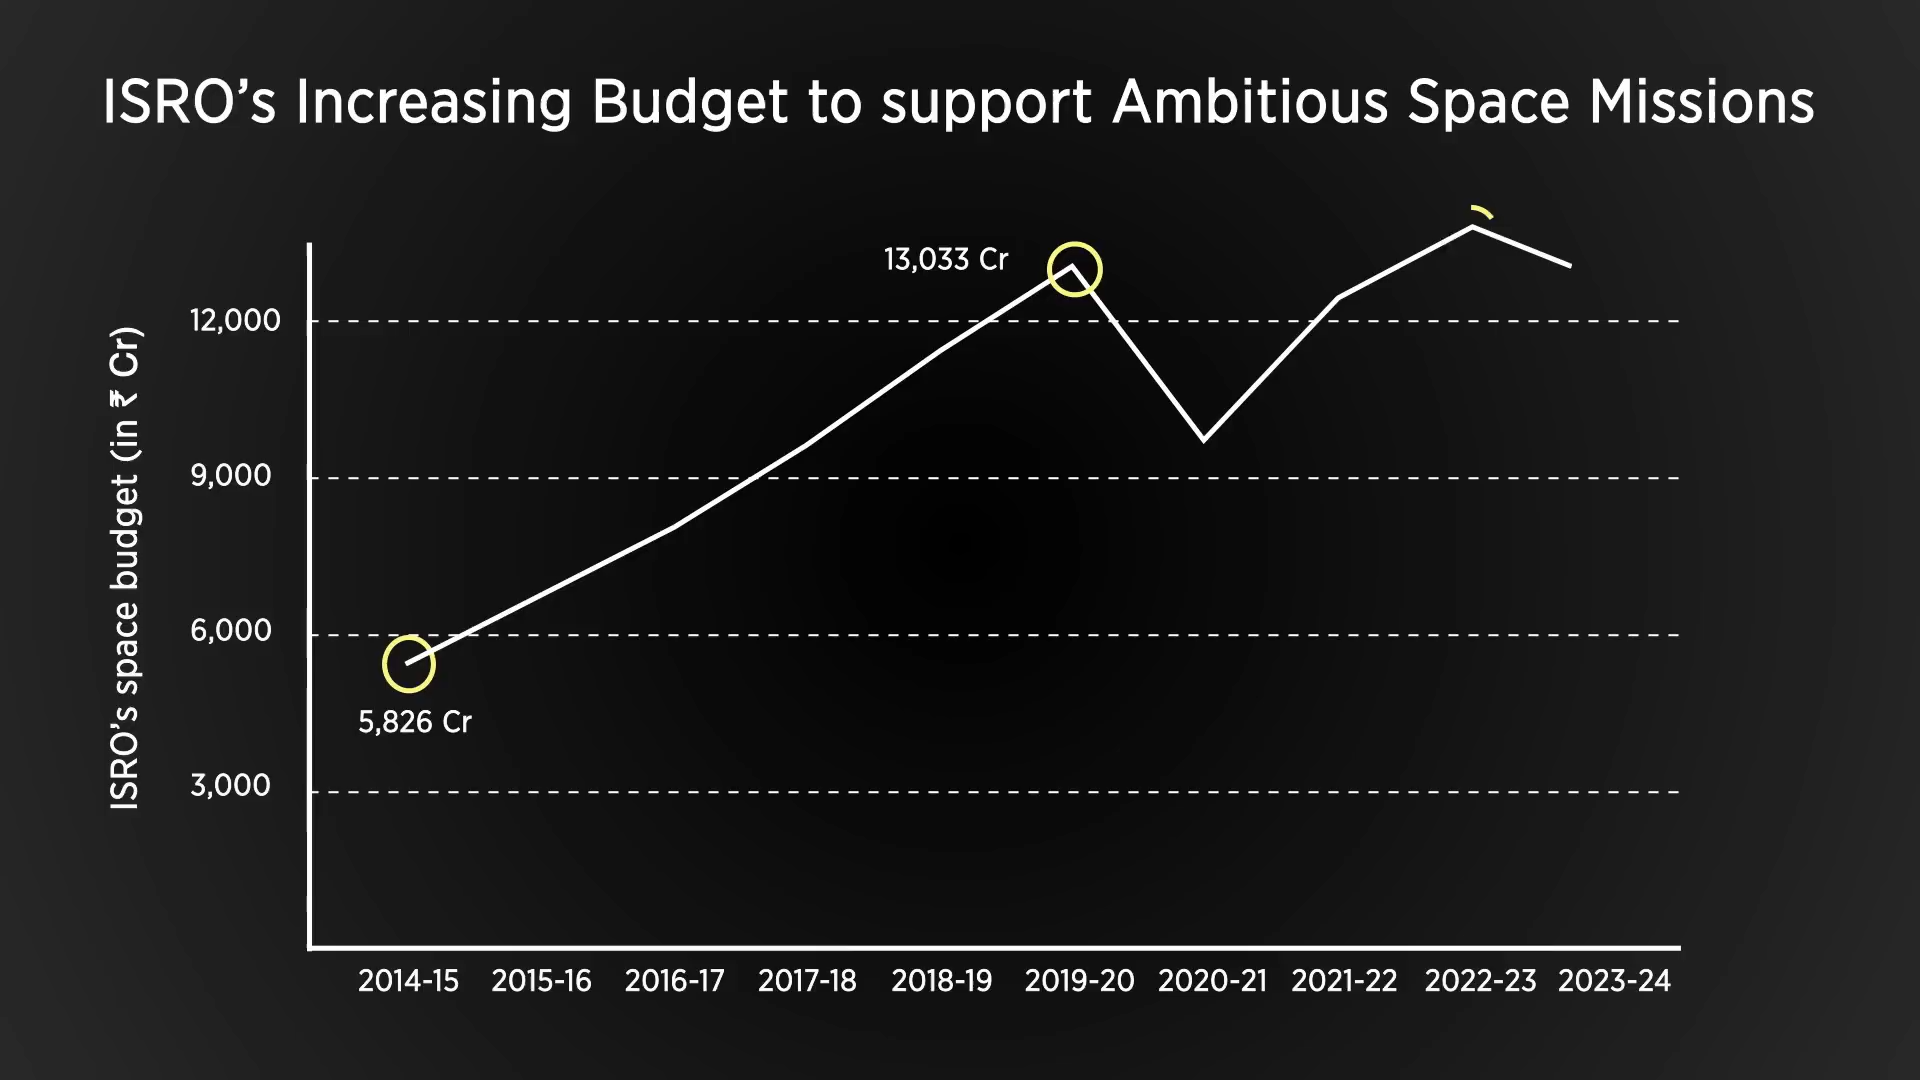 ISRO’s Increasing Budget to support Ambitious Space Missions
13,033 Cr
12,000
9,000
6,000
3,000
ISRO’s space budget (in ₹ Cr)
5,826 Cr
2014-15 2015-16 2016-17 2017-18 2018-19 2019-20 2020-21 2021-22 2022-23 2023-24